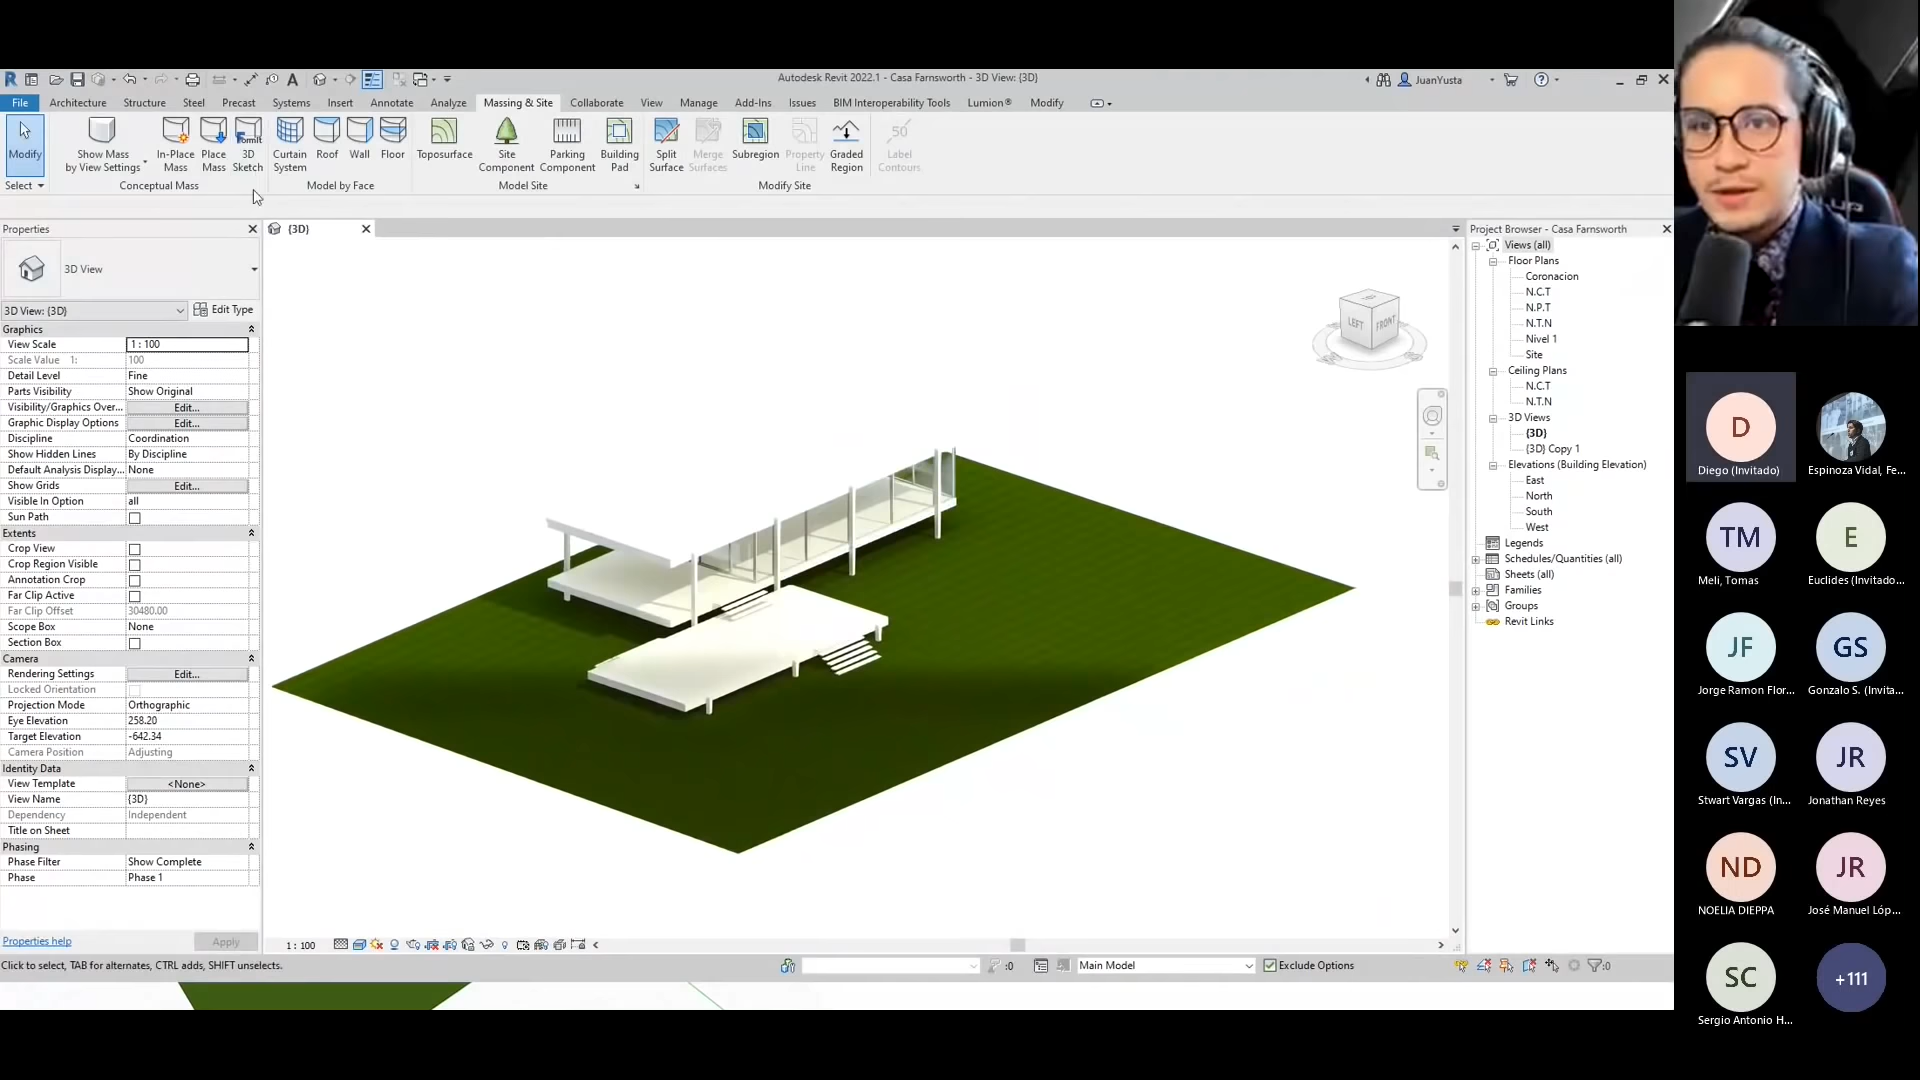 Autodesk Revit 2022.1 - Casa Farnsworth - 3D View: {3D}
JuanYusta
File Architecture Structure Steel Precast Systems Insert Annotate Analyze Massing & Site Collaborate View Manage Add-Ins Issues BIM Interoperability Tools Lumion® Modify
Modify
Show Mass
by View Settings
In-Place
Mass
Place
Mass
3D
Sketch
Curtain
System
Roof
Wall
Floor
Toposurface
Site
Component
Parking
Component
Building
Pad
Split
Surface
Merge
Surfaces
Subregion
Property
Line
Graded
Region
50
Label
Contours
Select
Conceptual Mass
Model by Face
Model Site
Modify Site
Properties
{3D}
3D View
3D View: {3D}
Edit Type
Graphics
View Scale 1 : 100
Scale Value 1: 100
Detail Level Fine
Parts Visibility Show Original
Visibility/Graphics Over... Edit...
Graphic Display Options Edit...
Discipline Coordination
Show Hidden Lines By Discipline
Default Analysis Display... None
Show Grids Edit...
Visible In Option all
Sun Path
Extents
Crop View
Crop Region Visible
Annotation Crop
Far Clip Active
Far Clip Offset 30480.00
Scope Box None
Section Box
Camera
Rendering Settings Edit...
Locked Orientation
Projection Mode Orthographic
Eye Elevation 258.20
Target Elevation -642.34
Camera Position Adjusting
Identity Data
View Template <None>
View Name {3D}
Dependency Independent
Title on Sheet
Phasing
Phase Filter Show Complete
Phase Phase 1
Properties help
Apply
LEFT
FRONT
1 : 100
Project Browser - Casa Farnsworth
Views (all)
Floor Plans
Coronacion
N.C.T
N.P.T
N.T.N
Nivel 1
Site
Ceiling Plans
N.C.T
N.T.N
3D Views
{3D}
{3D} Copy 1
Elevations (Building Elevation)
East
North
South
West
Legends
Schedules/Quantities (all)
Sheets (all)
Families
Groups
Revit Links
Click to select, TAB for alternates, CTRL adds, SHIFT unselects.
:0
Main Model
Exclude Options
:0
D
Diego (Invitado)
Espinoza Vidal, Fe...
TM
Meli, Tomas
E
Euclides (Invitado...
JF
Jorge Ramon Flor...
GS
Gonzalo S. (Invita...
SV
Stwart Vargas (In...
JR
Jonathan Reyes
ND
NOELIA DIEPPA
JR
José Manuel Lóp...
SC
Sergio Antonio H...
+111